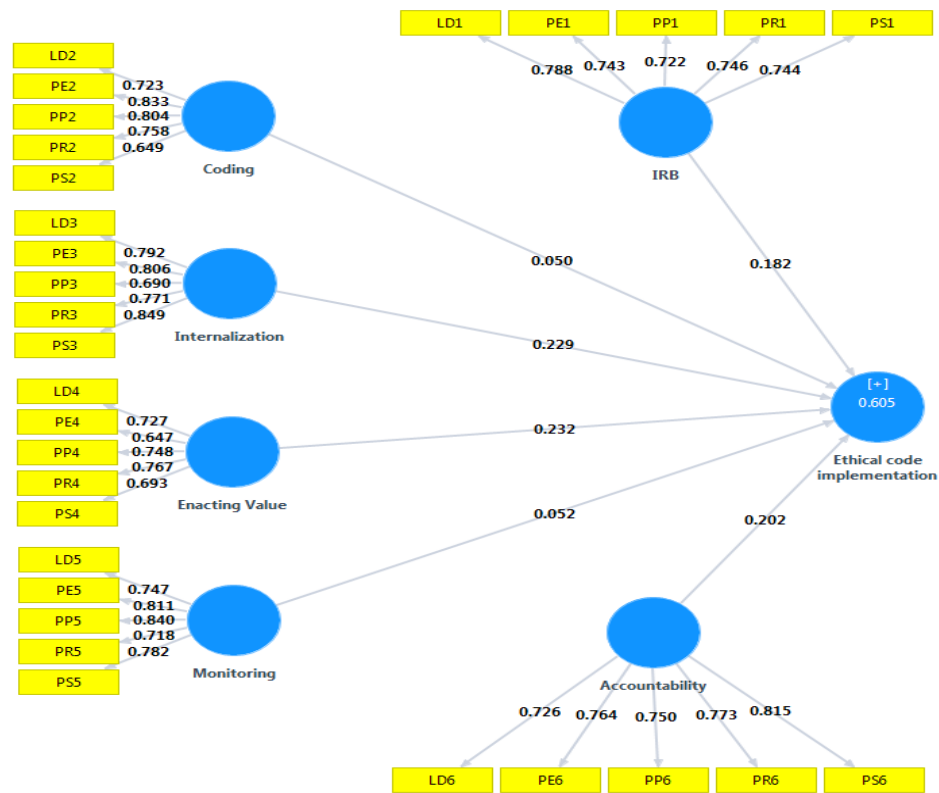 LD1
PE1
PP1
PR1
PS1
0.788
0.743
0.722
0.746
0.744
IRB
LD2
PE2
PP2
PR2
PS2
0.723
0.833
0.804
0.758
0.649
Coding
0.050
0.182
LD3
PE3
PP3
PR3
PS3
0.792
0.806
0.690
0.771
0.849
Internalization
0.229
LD4
PE4
PP4
PR4
PS4
0.727
0.647
0.748
0.767
0.693
Enacting Value
0.232
[+]
0.605
Ethical code
implementation
LD5
PE5
PP5
PR5
PS5
0.747
0.811
0.840
0.718
0.782
Monitoring
0.052
0.202
Accountability
0.726
0.764
0.750
0.773
0.815
LD6
PE6
PP6
PR6
PS6